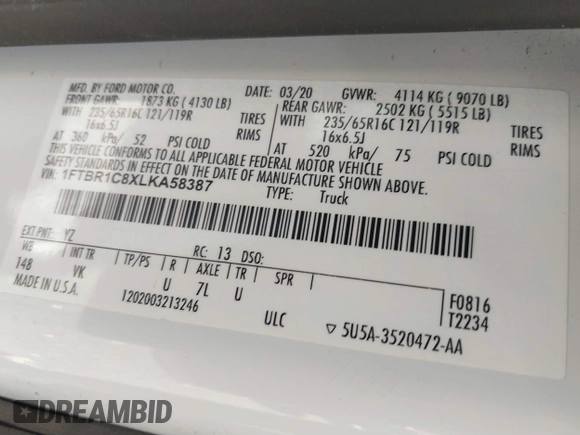 MFD. BY FORD MOTOR CO.
DATE: 03/20 GVWR: 4114 KG ( 9070 LB)
FRONT GAWR: 1873 KG ( 4130 LB) REAR GAWR: 2502 KG ( 5515 LB)
WITH 235/65R16C 121/119R TIRES WITH 235/65R16C 121/119R TIRES
16x6.5J RIMS 16x6.5J RIMS
AT 360 kPa/ 52 PSI COLD AT 520 kPa/ 75 PSI COLD
THIS VEHICLE CONFORMS TO ALL APPLICABLE FEDERAL MOTOR VEHICLE
SAFETY STANDARDS IN EFFECT ON THE DATE OF MANUFACTURE SHOWN ABOVE.
VIN: 1FTBR1C8XLKA58387
TYPE: Truck
EXT PNT: YZ RC: 13 DSO:
WB INT TR TP/PS R AXLE TR SPR
148 VK U 7L U
F0816
T2234
MADE IN U.S.A. 1202003213246 ULC
5U5A-3520472-AA
DREAMBID